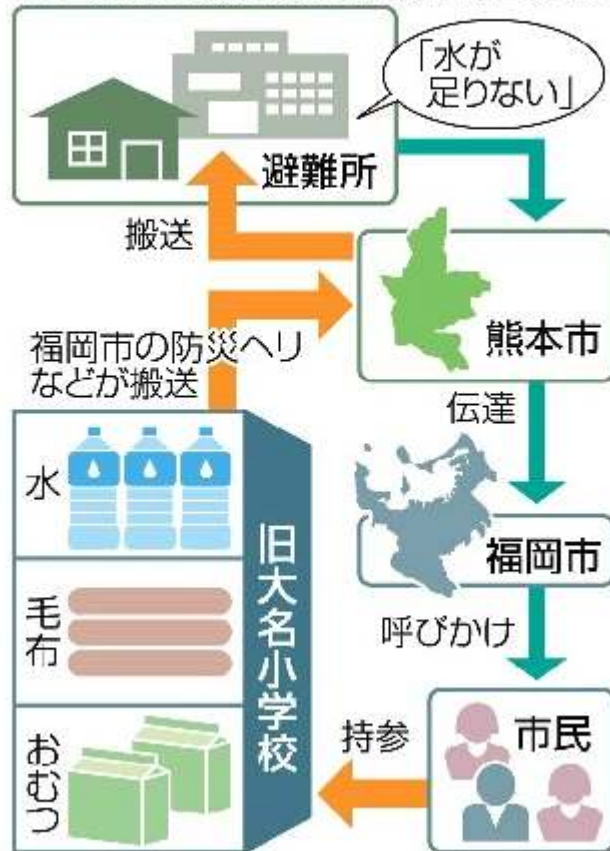 「水が
足りない」
避難所
搬送
熊本市
福岡市の防災ヘリ
などが搬送
伝達
水
毛布
おむつ
旧大名小学校
福岡市
呼びかけ
市民
持参